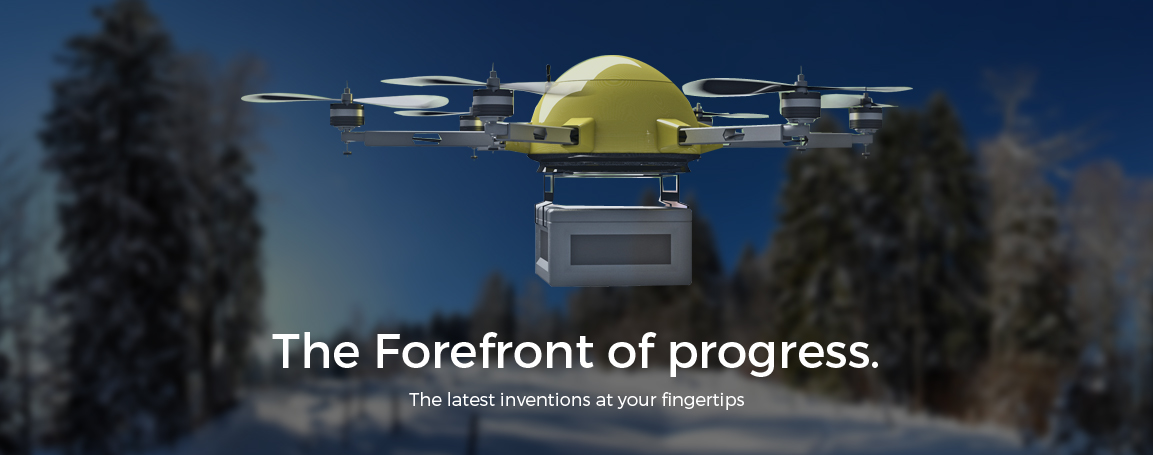 The Forefront of progress.
The latest inventions at your fingertips